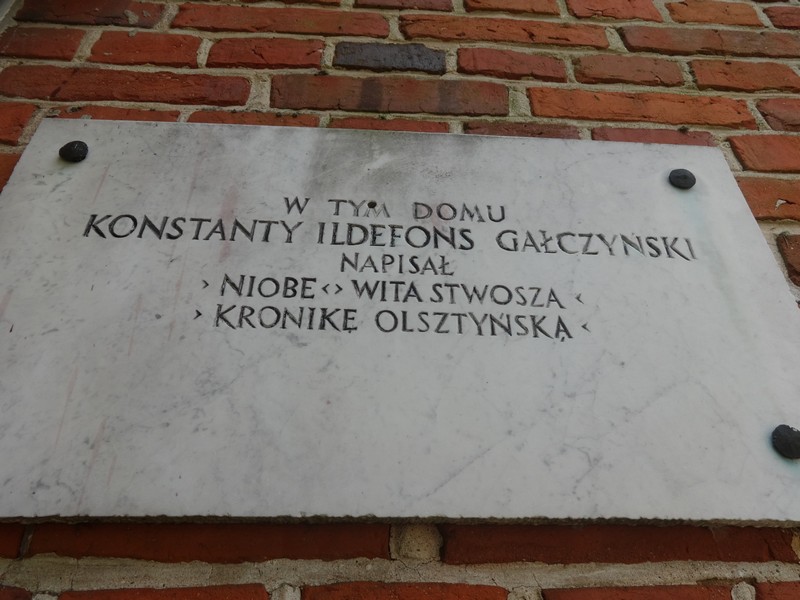 W TYM DOMU
KONSTANTY ILDEFONS GAŁCZYŃSKI
NAPISAŁ
›NIOBE‹›WITA STWOSZA‹
›KRONIKĘ OLSZTYŃSKĄ‹